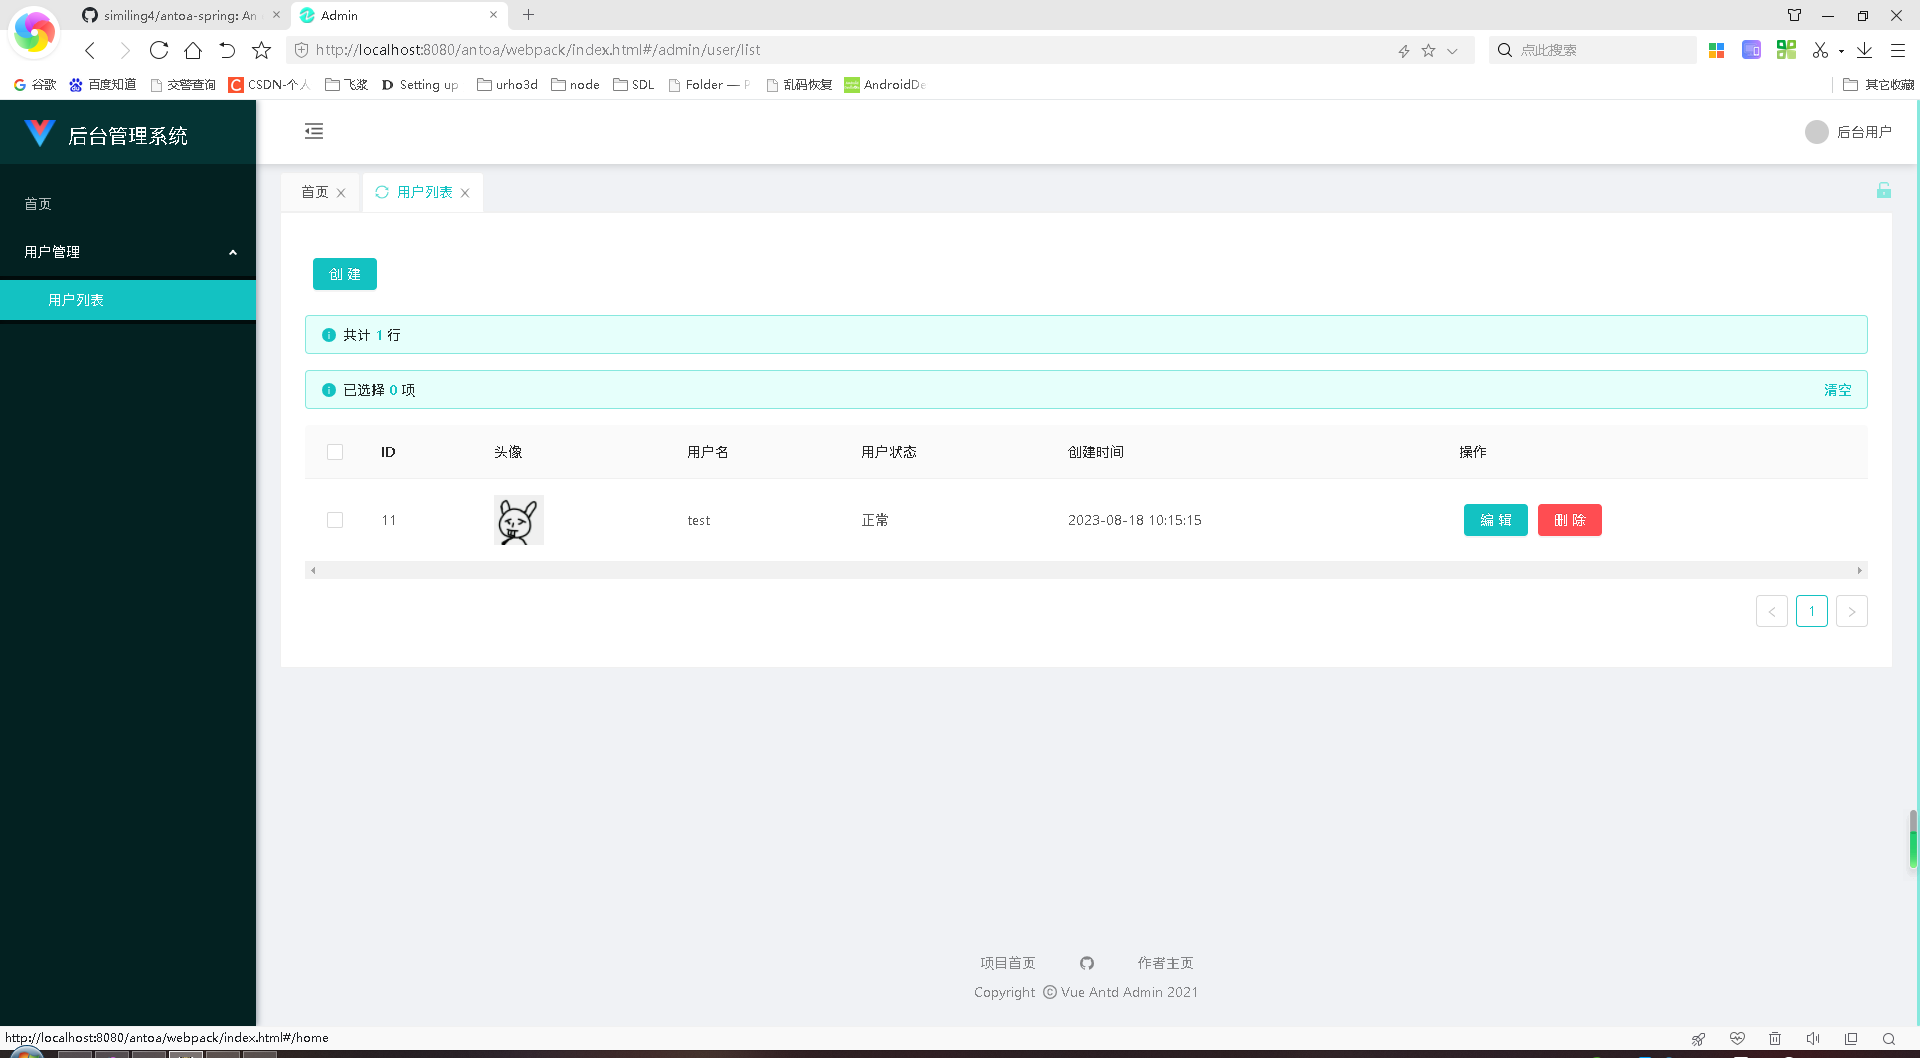 similing4/antoa-spring: An
Admin
http://localhost:8080/antoa/webpack/index.html#/admin/user/list
点此搜索
谷歌
百度知道
交警查询
CSDN-个人
飞桨
Setting up
urho3d
node
SDL
Folder —
乱码恢复
AndroidDe
其它收藏
后台管理系统
后台用户
首页
用户管理
用户列表
首页
用户列表
创 建
共计 1 行
已选择 0 项
清空
ID 头像 用户名 用户状态 创建时间 操作
11 test 正常 2023-08-18 10:15:15 编 辑 删 除
1
项目首页 作者主页
Copyright © Vue Antd Admin 2021
http://localhost:8080/antoa/webpack/index.html#/home